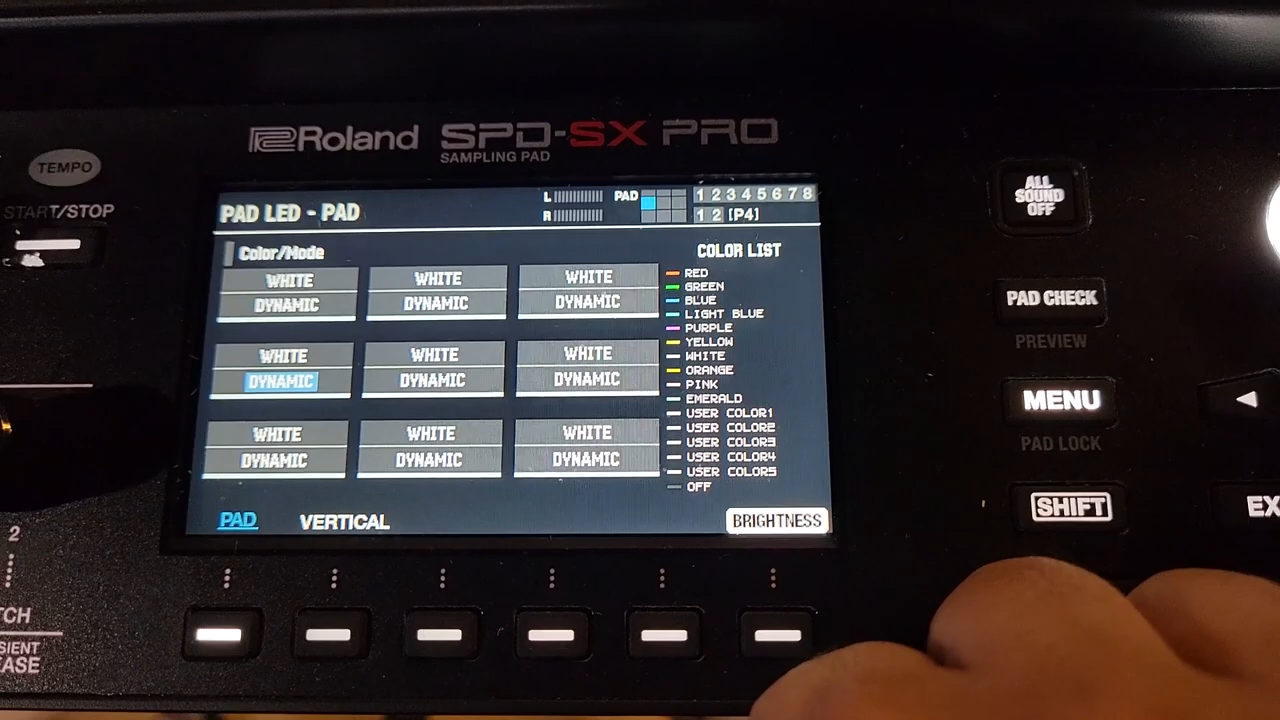 Roland SPD-SX PRO
SAMPLING PAD
TEMPO
START/STOP
ALL
SOUND
OFF
PAD LED - PAD
L
R
PAD
1 2 3 4 5 6 7 8
1 2 [P4]
Color/Mode
COLOR LIST
WHITE WHITE WHITE
DYNAMIC DYNAMIC DYNAMIC
WHITE WHITE WHITE
DYNAMIC DYNAMIC DYNAMIC
WHITE WHITE WHITE
DYNAMIC DYNAMIC DYNAMIC
RED
GREEN
BLUE
LIGHT BLUE
PURPLE
YELLOW
WHITE
ORANGE
PINK
EMERALD
USER COLOR1
USER COLOR2
USER COLOR3
USER COLOR4
USER COLOR5
OFF
PAD VERTICAL BRIGHTNESS
PAD CHECK
PREVIEW
MENU
PAD LOCK
SHIFT
EX
2
TCH
SIENT
EASE